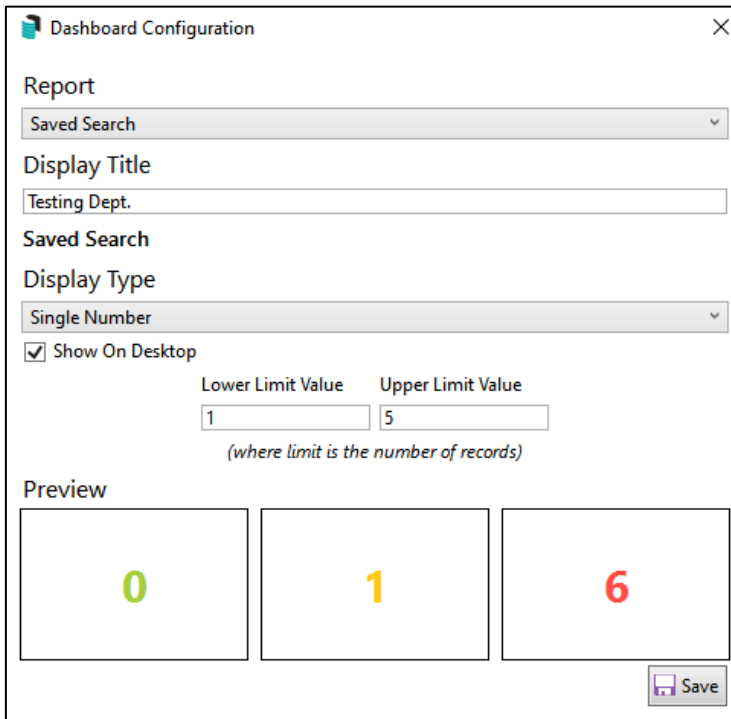 Dashboard Configuration
Report
Saved Search
Display Title
Testing Dept.
Saved Search
Display Type
Single Number
Show On Desktop
Lower Limit Value Upper Limit Value
1 5
(where limit is the number of records)
Preview
0 1 6
Save